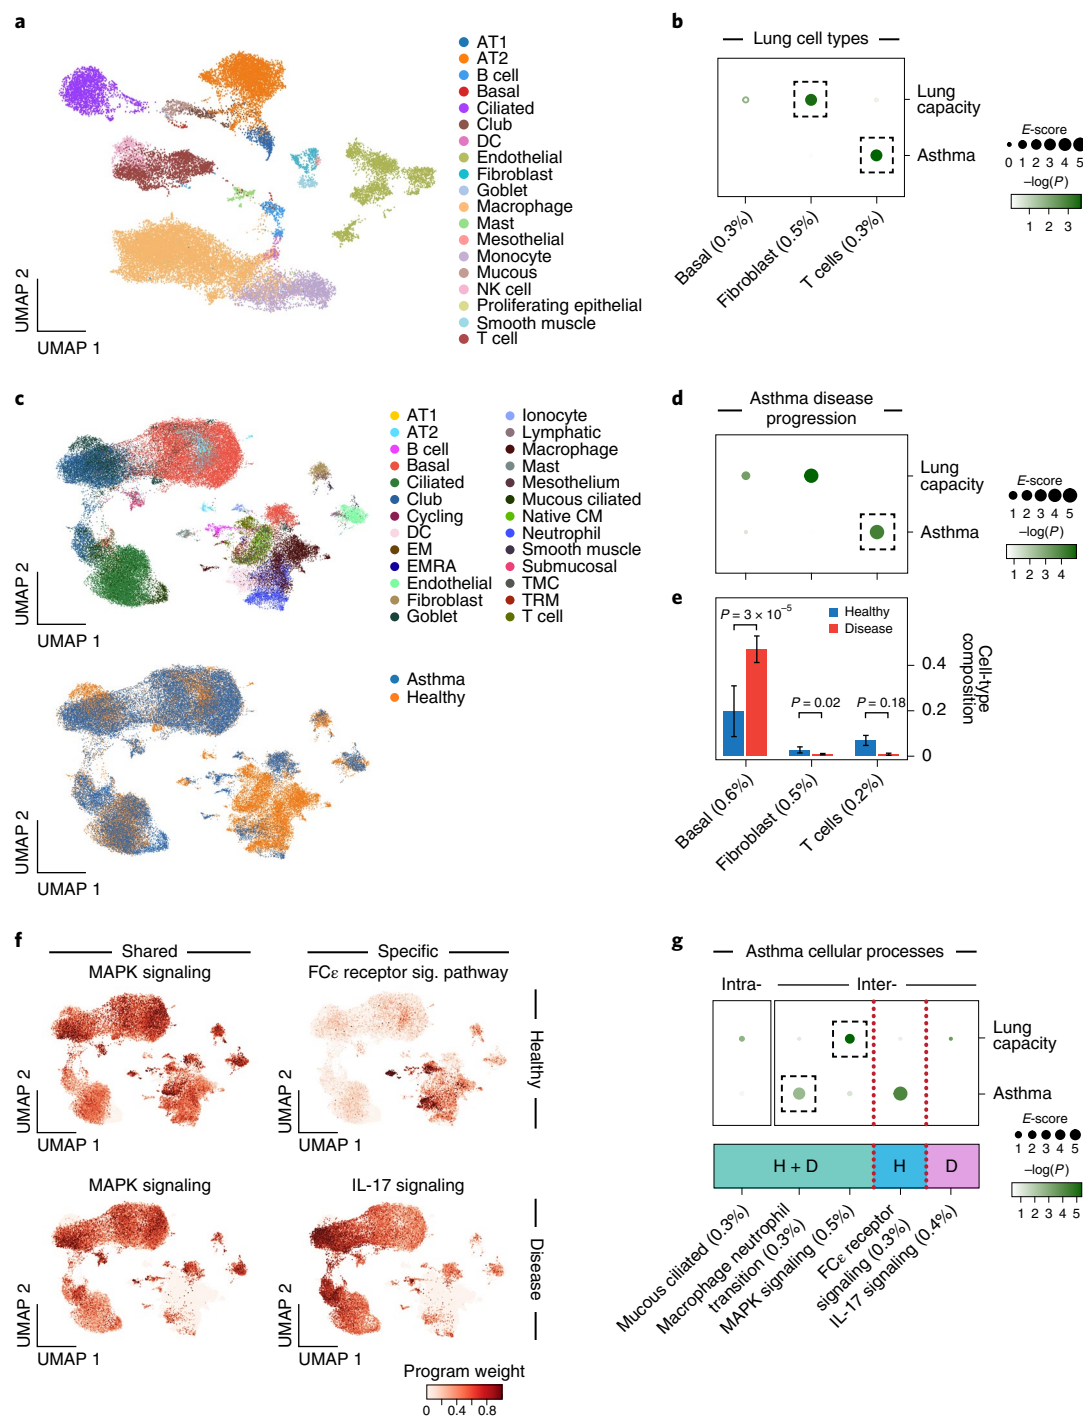 a
AT1
AT2
B cell
Basal
Ciliated
Club
DC
Endothelial
Fibroblast
Goblet
Macrophage
Mast
Mesothelial
Monocyte
Mucous
NK cell
Proliferating epithelial
Smooth muscle
T cell
UMAP 2
UMAP 1
b
Lung cell types
Lung
capacity
Asthma
Basal (0.3%)
Fibroblast (0.5%)
T cells (0.3%)
E-score
0 1 2 3 4 5
–log(P)
1 2 3
c
AT1
AT2
B cell
Basal
Ciliated
Club
Cycling
DC
EM
EMRA
Endothelial
Fibroblast
Goblet
Ionocyte
Lymphatic
Macrophage
Mast
Mesothelium
Mucous ciliated
Native CM
Neutrophil
Smooth muscle
Submucosal
TMC
TRM
T cell
UMAP 2
UMAP 1
Asthma
Healthy
UMAP 2
UMAP 1
d
Asthma disease
progression
Lung
capacity
Asthma
E-score
1 2 3 4 5
–log(P)
1 2 3 4
e
P = 3 × 10⁻⁵
Healthy
Disease
P = 0.02
P = 0.18
0.4
0.2
0
Cell-type
composition
Basal (0.6%)
Fibroblast (0.5%)
T cells (0.2%)
f
Shared
Specific
MAPK signaling
FCε receptor sig. pathway
Healthy
UMAP 2
UMAP 1
UMAP 2
UMAP 1
MAPK signaling
IL-17 signaling
Disease
UMAP 2
UMAP 1
UMAP 2
UMAP 1
Program weight
0 0.4 0.8
g
Asthma cellular processes
Intra-
Inter-
Lung
capacity
Asthma
H + D
H
D
Mucous ciliated (0.3%)
Macrophage neutrophil
transition (0.3%)
MAPK signaling (0.5%)
FCε receptor
signaling (0.3%)
IL-17 signaling (0.4%)
E-score
1 2 3 4 5
–log(P)
1 2 3 4 5